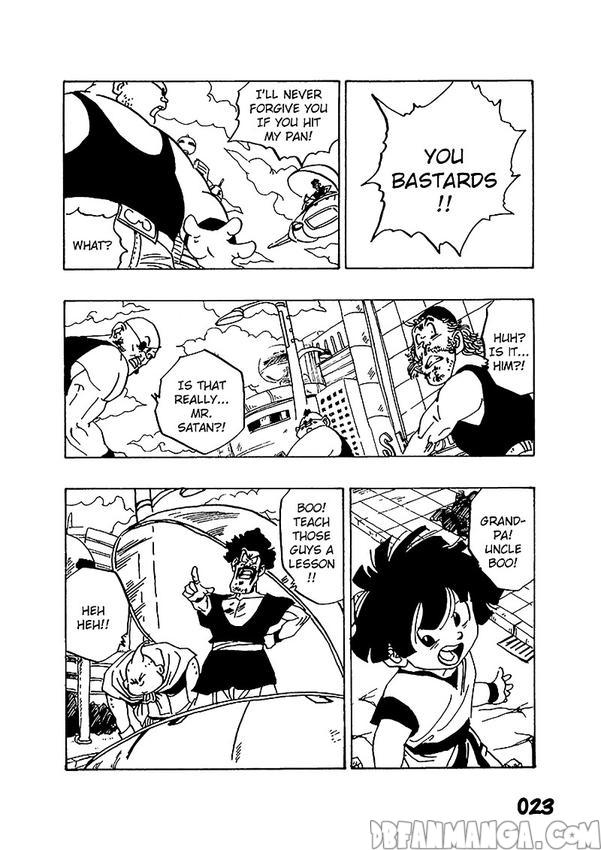 YOU
BASTARDS
!!
I'LL NEVER
FORGIVE YOU
IF YOU HIT
MY PAN!
WHAT?
HUH?
IS IT...
HIM?!
IS THAT
REALLY...
MR.
SATAN?!
GRAND-
PA!
UNCLE
BOO!
BOO!
TEACH
THOSE
GUYS A
LESSON
!!
HEH
HEH!!
023
DBFANMANGA.COM